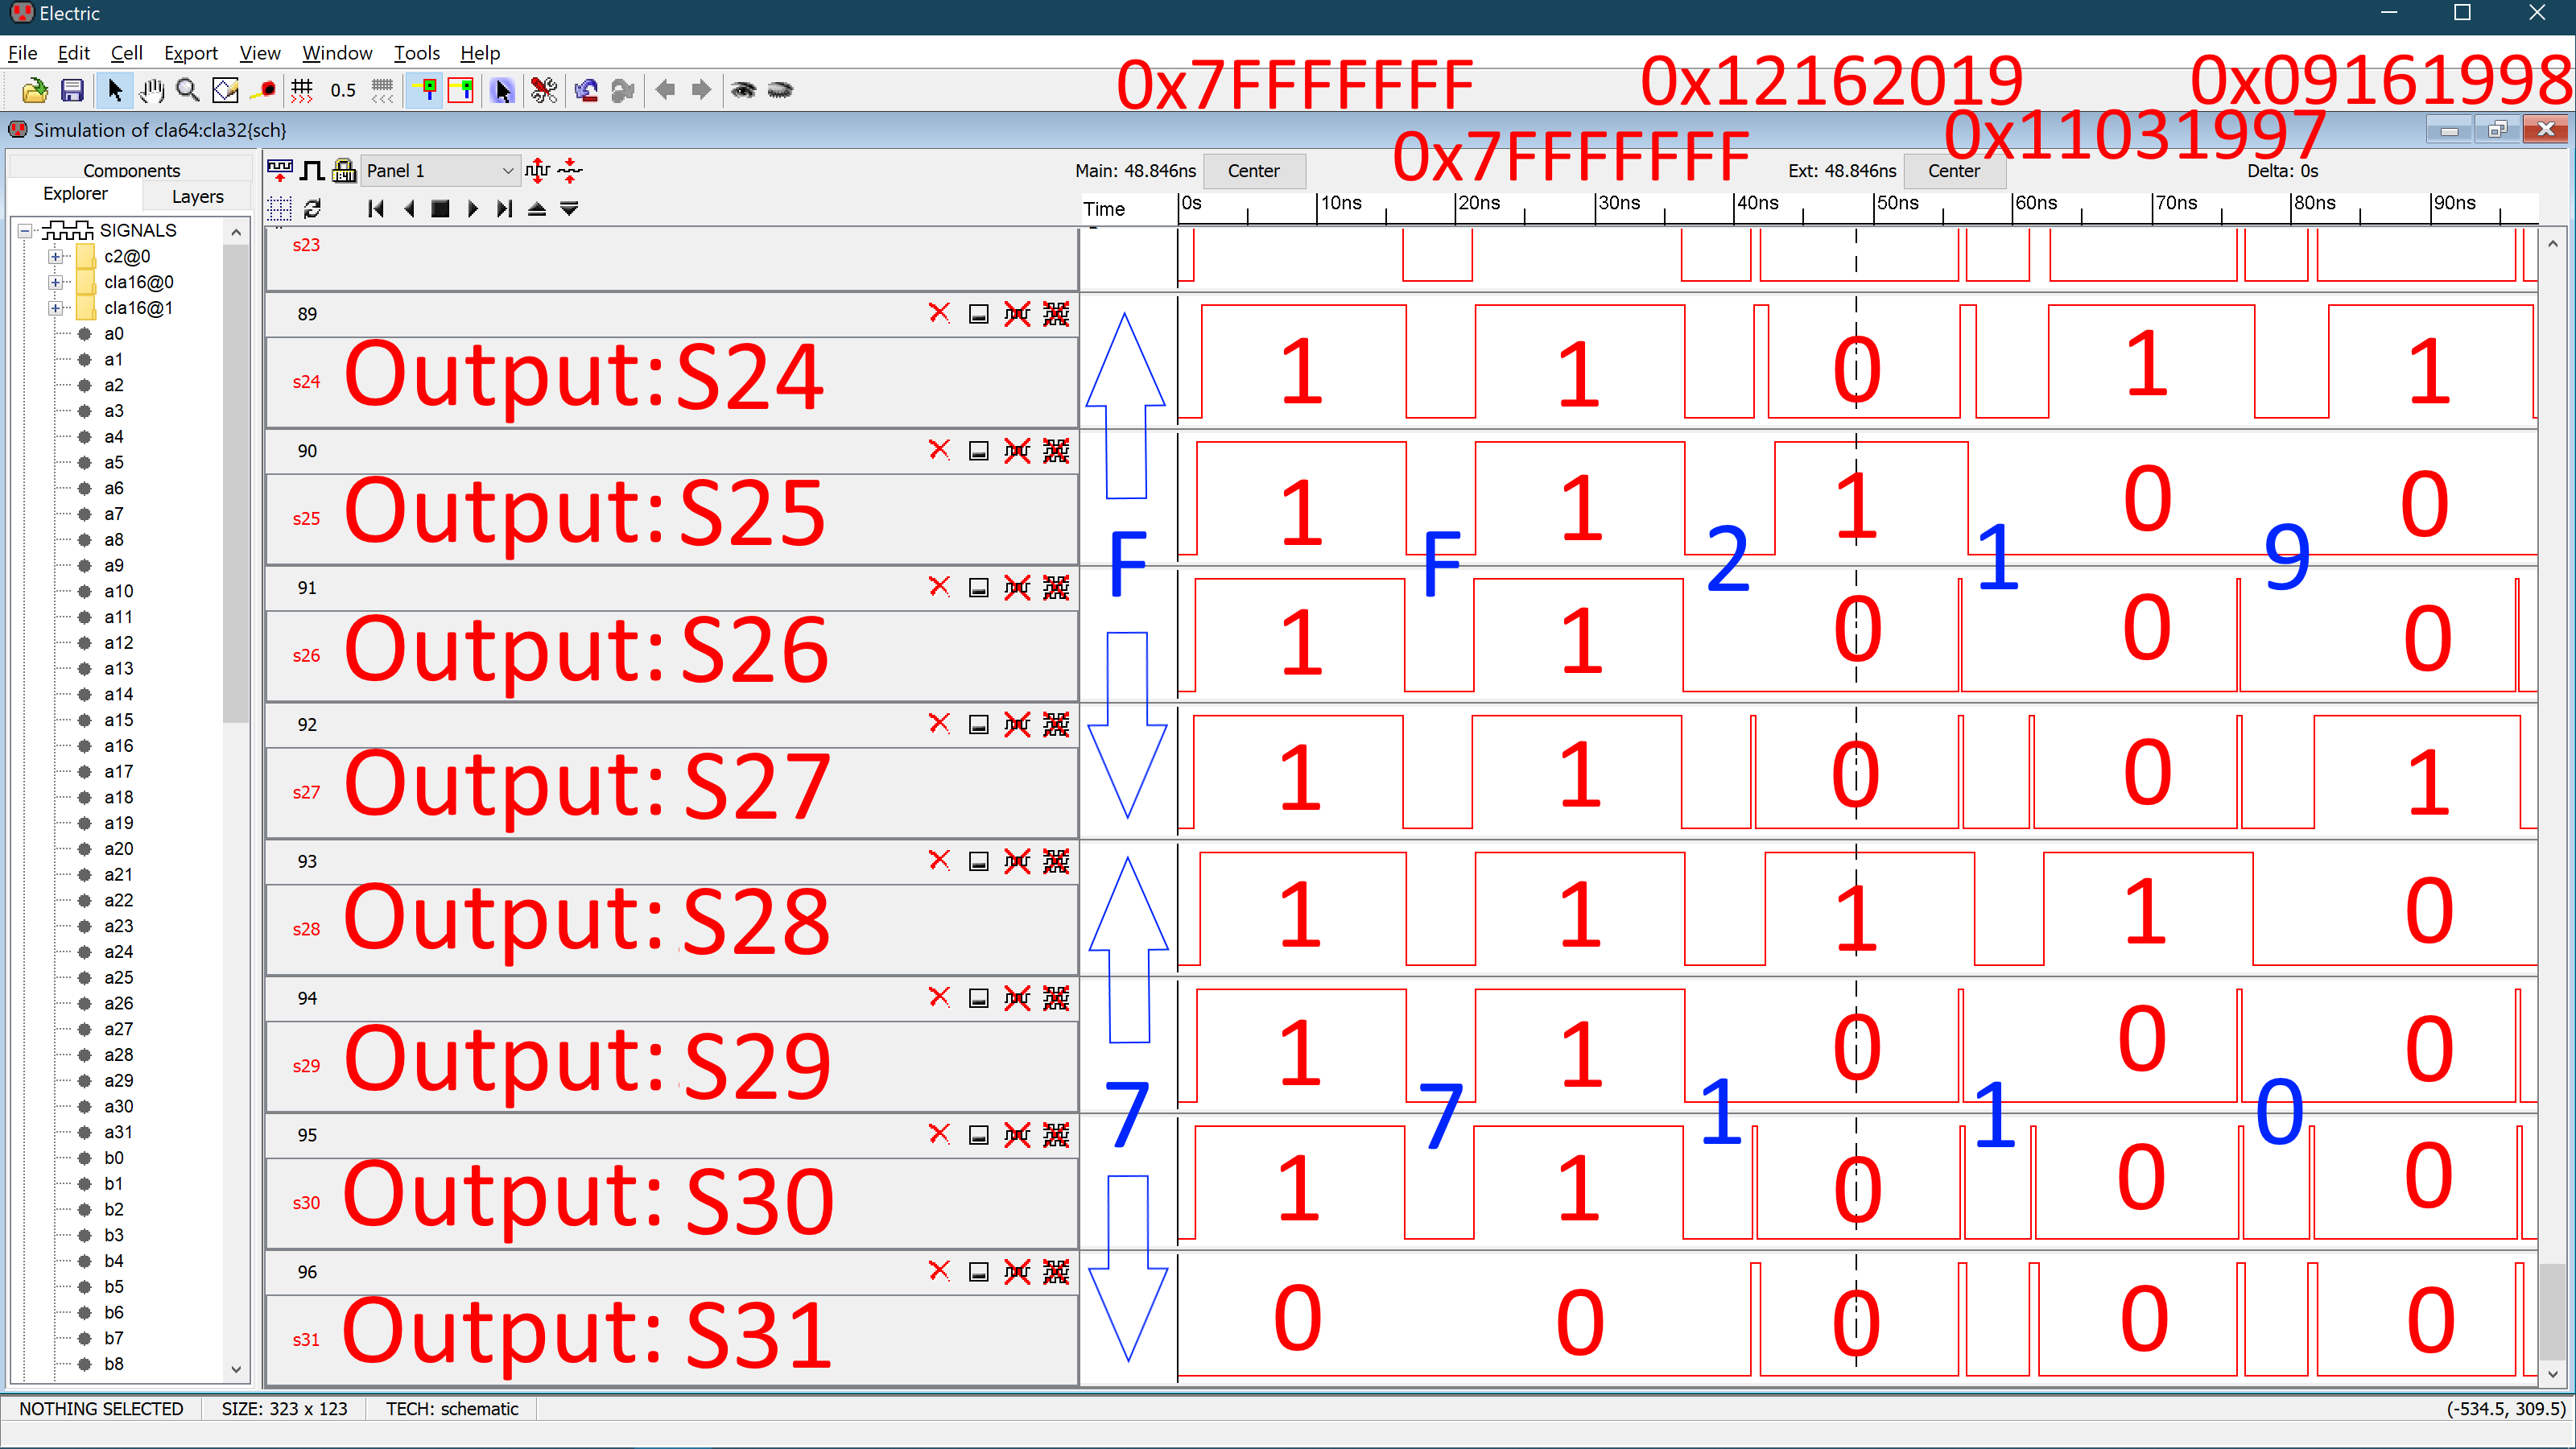 Electric
File Edit Cell Export View Window Tools Help
0x7FFFFFFF 0x12162019 0x09161998
0.5
0x7FFFFFFF 0x11031997
Simulation of cla64:cla32{sch}
Components
Explorer Layers
Panel 1
Main: 48.846ns Center Ext: 48.846ns Center Delta: 0s
Time 0s 10ns 20ns 30ns 40ns 50ns 60ns 70ns 80ns 90ns
SIGNALS
c2@0
cla16@0
cla16@1
a0
a1
a2
a3
a4
a5
a6
a7
a8
a9
a10
a11
a12
a13
a14
a15
a16
a17
a18
a19
a20
a21
a22
a23
a24
a25
a26
a27
a28
a29
a30
a31
b0
b1
b2
b3
b4
b5
b6
b7
b8
s23
89
s24 Output: S24 1 1 0 1 1
90
s25 Output: S25 1 1 1 0 0
F F 2 1 9
91
s26 Output: S26 1 1 0 0 0
92
s27 Output: S27 1 1 0 0 1
93
s28 Output: S28 1 1 1 1 0
94
s29 Output: S29 1 1 0 0 0
7 7 1 1 0
95
s30 Output: S30 1 1 0 0 0
96
s31 Output: S31 0 0 0 0 0
NOTHING SELECTED SIZE: 323 x 123 TECH: schematic (-534.5, 309.5)